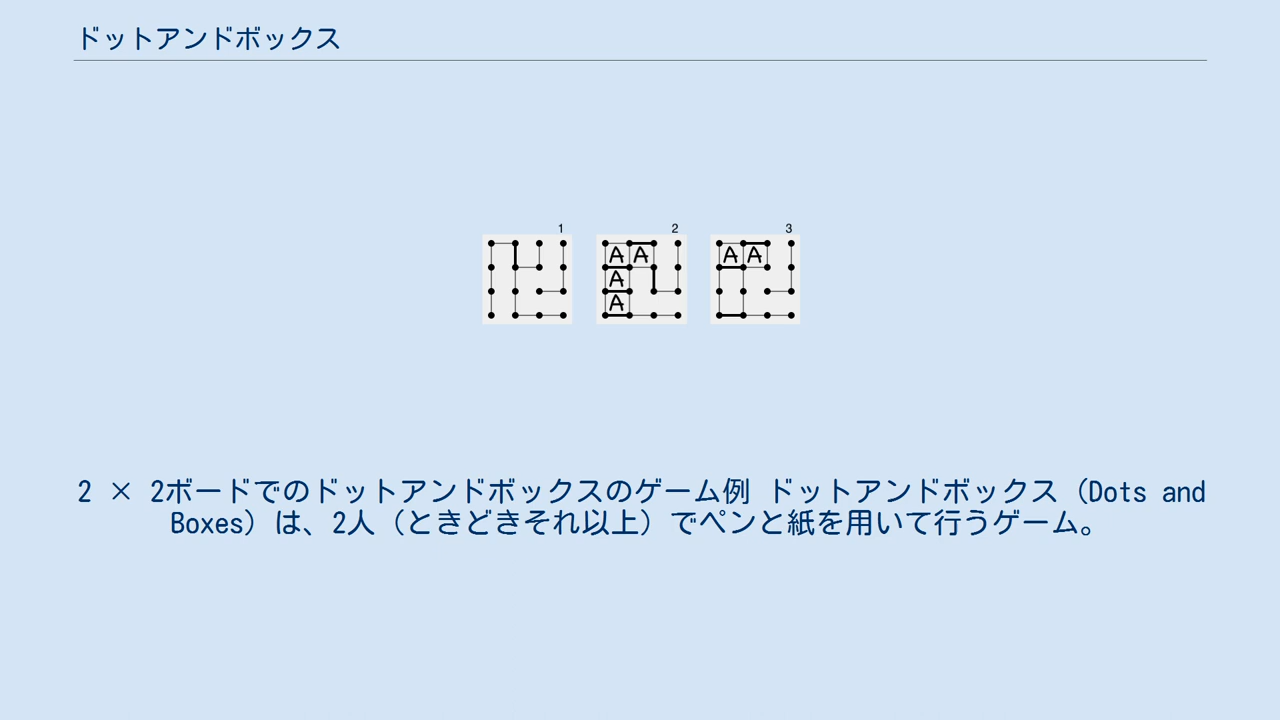 ドットアンドボックス
1 2 3
A A A
A A A
A
2 × 2ボードでのドットアンドボックスのゲーム例 ドットアンドボックス（Dots and
Boxes）は、2人（ときどきそれ以上）でペンと紙を用いて行うゲーム。